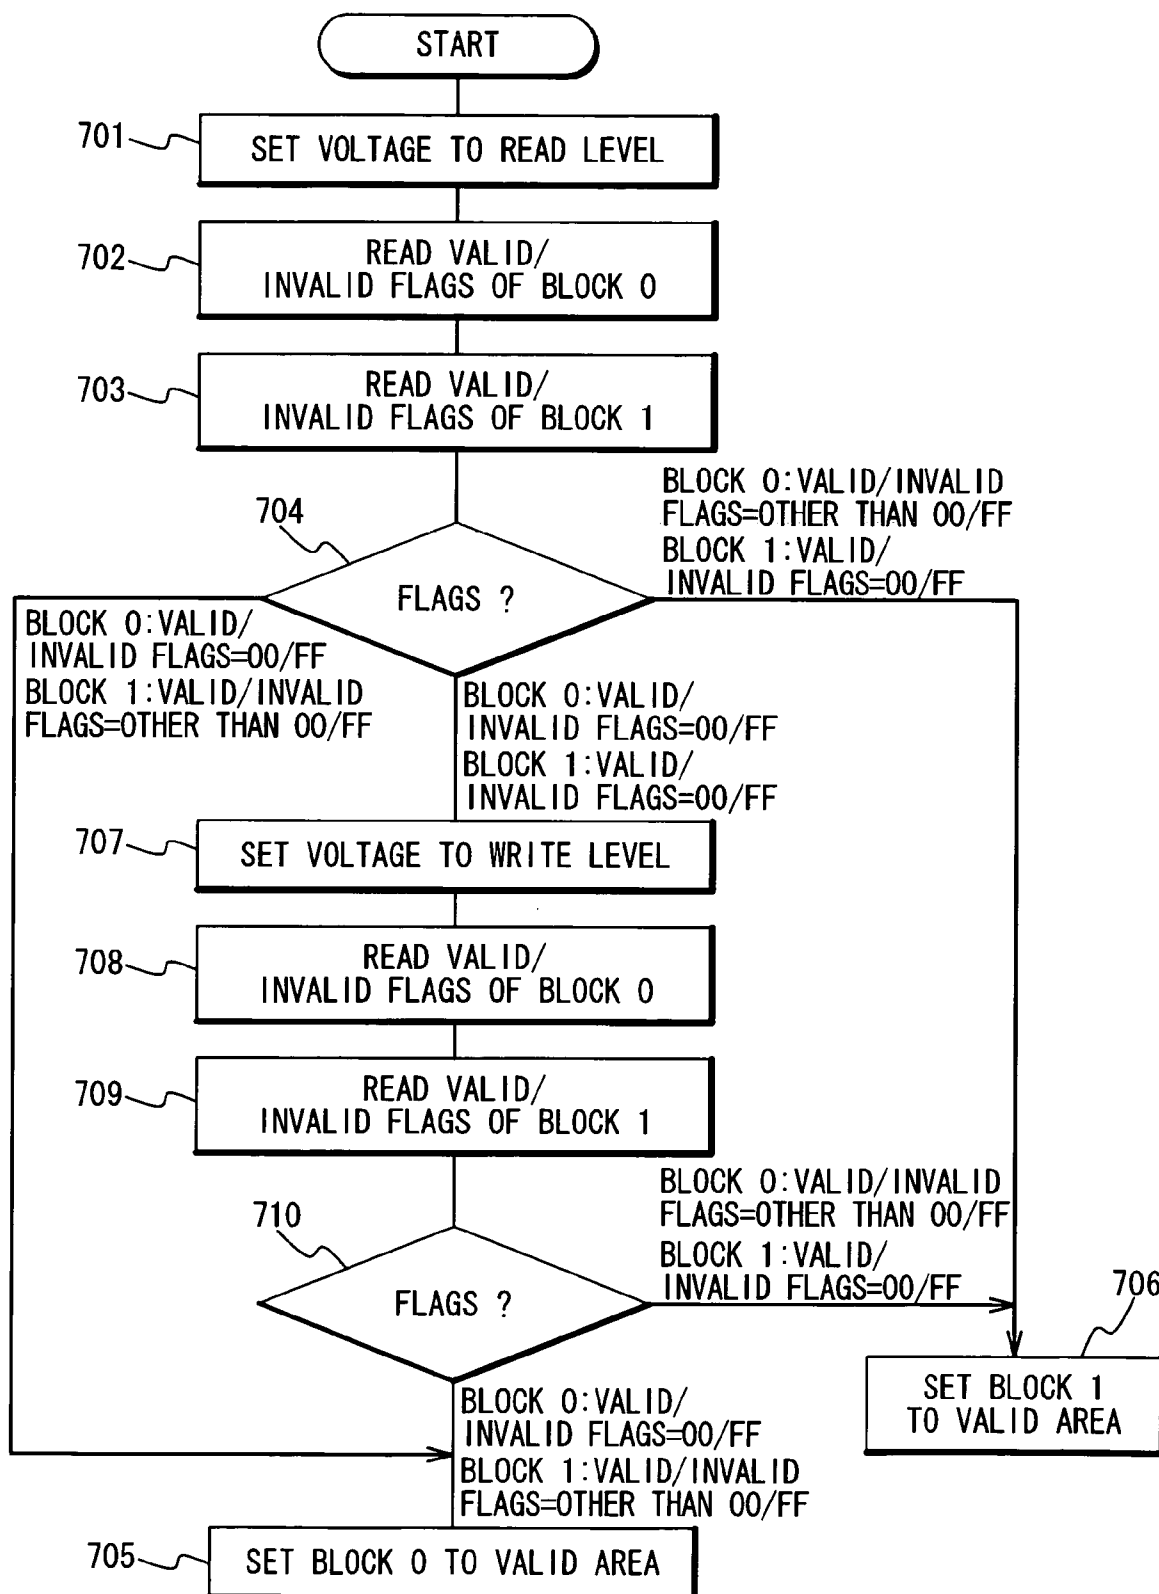 START
701
SET VOLTAGE TO READ LEVEL
702
READ VALID/
INVALID FLAGS OF BLOCK 0
703
READ VALID/
INVALID FLAGS OF BLOCK 1
704
FLAGS ?
BLOCK 0:VALID/INVALID
FLAGS=OTHER THAN 00/FF
BLOCK 1:VALID/
INVALID FLAGS=00/FF
BLOCK 0:VALID/
INVALID FLAGS=00/FF
BLOCK 1:VALID/INVALID
FLAGS=OTHER THAN 00/FF
BLOCK 0:VALID/
INVALID FLAGS=00/FF
BLOCK 1:VALID/
INVALID FLAGS=00/FF
707
SET VOLTAGE TO WRITE LEVEL
708
READ VALID/
INVALID FLAGS OF BLOCK 0
709
READ VALID/
INVALID FLAGS OF BLOCK 1
710
FLAGS ?
BLOCK 0:VALID/INVALID
FLAGS=OTHER THAN 00/FF
BLOCK 1:VALID/
INVALID FLAGS=00/FF
706
SET BLOCK 1
TO VALID AREA
BLOCK 0:VALID/
INVALID FLAGS=00/FF
BLOCK 1:VALID/INVALID
FLAGS=OTHER THAN 00/FF
705
SET BLOCK 0 TO VALID AREA